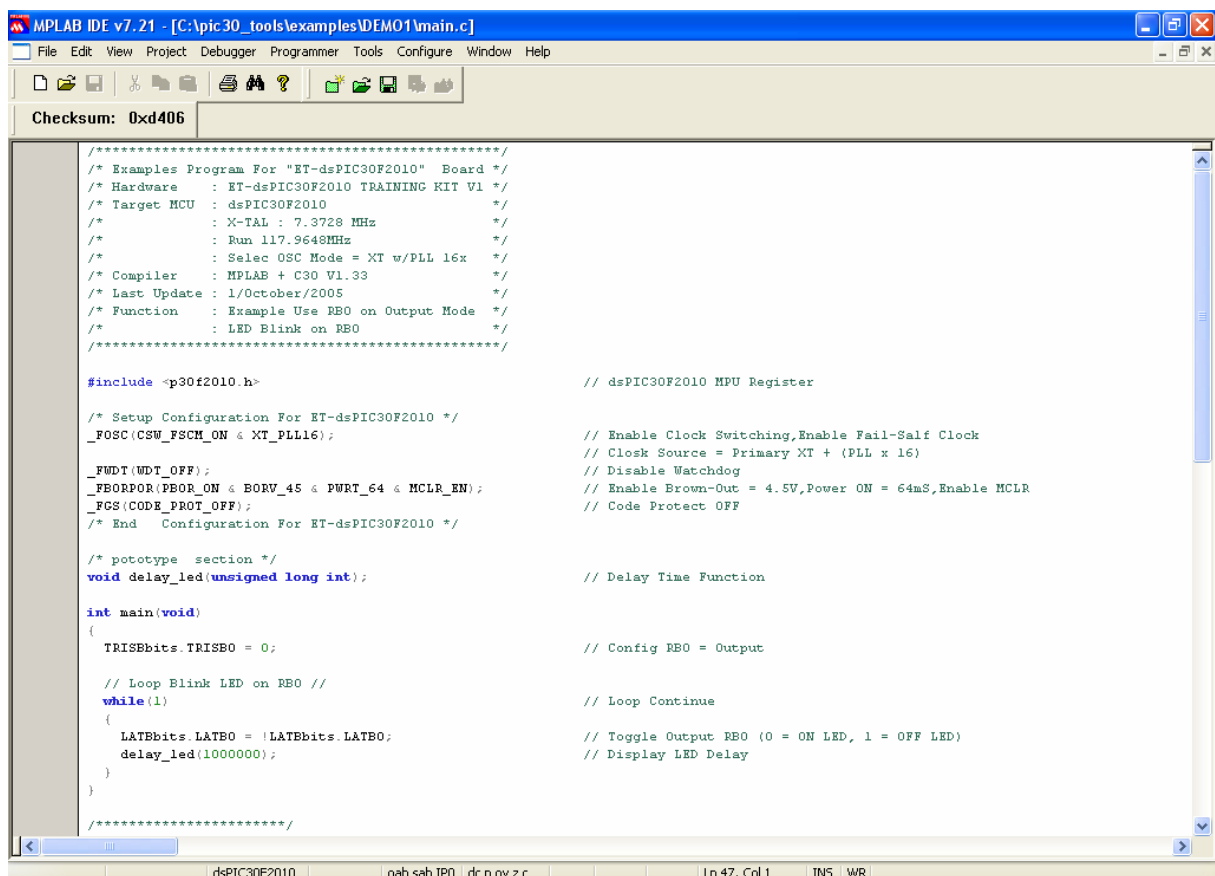 MPLAB IDE v7.21 - [C:\pic30_tools\examples\DEMO1\main.c]
File Edit View Project Debugger Programmer Tools Configure Window Help
Checksum: 0xd406
/*************************************************/
/* Examples Program For "ET-dsPIC30F2010" Board */
/* Hardware : ET-dsPIC30F2010 TRAINING KIT V1 */
/* Target MCU : dsPIC30F2010 */
/* : X-TAL : 7.3728 MHz */
/* : Run 117.9648MHz */
/* : Selec OSC Mode = XT w/PLL 16x */
/* Compiler : MPLAB + C30 V1.33 */
/* Last Update : 1/October/2005 */
/* Function : Example Use RB0 on Output Mode */
/* : LED Blink on RB0 */
/*************************************************/
#include <p30f2010.h> // dsPIC30F2010 MPU Register
/* Setup Configuration For ET-dsPIC30F2010 */
_FOSC(CSW_FSCM_ON & XT_PLL16); // Enable Clock Switching,Enable Fail-Salf Clock
// Closk Source = Primary XT + (PLL x 16)
_FWDT(WDT_OFF); // Disable Watchdog
_FBORPOR(PBOR_ON & BORV_45 & PWRT_64 & MCLR_EN); // Enable Brown-Out = 4.5V,Power ON = 64mS,Enable MCLR
_FGS(CODE_PROT_OFF); // Code Protect OFF
/* End Configuration For ET-dsPIC30F2010 */
/* pototype section */
void delay_led(unsigned long int); // Delay Time Function
int main(void)
{
TRISBbits.TRISB0 = 0; // Config RB0 = Output
// Loop Blink LED on RB0 //
while(1) // Loop Continue
{
LATBbits.LATB0 = !LATBbits.LATB0; // Toggle Output RB0 (0 = ON LED, 1 = OFF LED)
delay_led(1000000); // Display LED Delay
}
}
/***********************/
dsPIC30F2010 oab sab IP0 dc n ov z c Ln 47, Col 1 INS WR